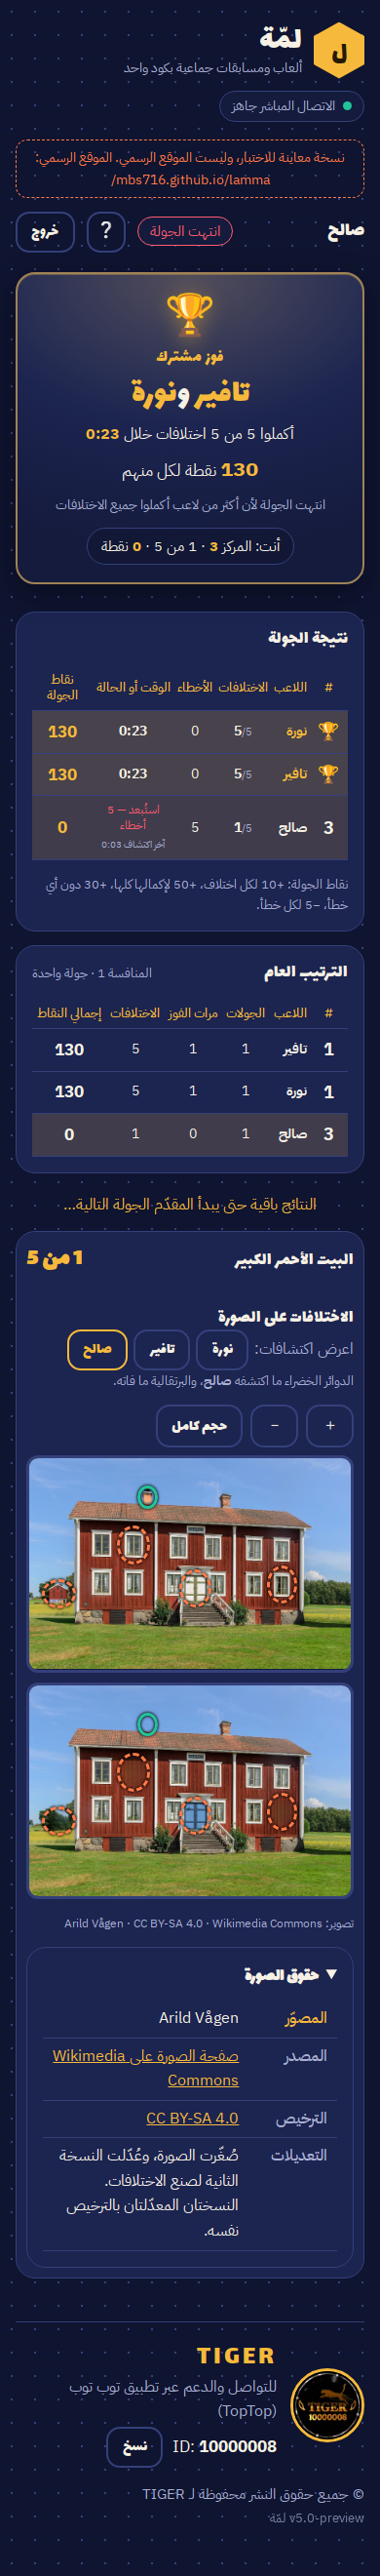 ل
لمّة
ألعاب ومسابقات جماعية بكود واحد
الاتصال المباشر جاهز
نسخة معاينة للاختبار، وليست الموقع الرسمي. الموقع الرسمي:
mbs716.github.io/lamma/
صالح
انتهت الجولة
?
خروج
فوز مشترك
تافير ونورة
أكملوا 5 من 5 اختلافات خلال 0:23
130 نقطة لكل منهم
انتهت الجولة لأن أكثر من لاعب أكملوا جميع الاختلافات
أنت: المركز 3 · 1 من 5 · 0 نقطة
نتيجة الجولة
# اللاعب الاختلافات الأخطاء الوقت أو الحالة نقاط الجولة
نورة 5/5 0 0:23 130
تافير 5/5 0 0:23 130
3 صالح 1/5 5 استُبعد — 5 أخطاء 0
آخر اكتشاف 0:03
نقاط الجولة: +10 لكل اختلاف، +50 لإكمالها كلها، +30 دون أي
خطأ، −5 لكل خطأ.
الترتيب العام
المنافسة 1 · جولة واحدة
# اللاعب الجولات مرات الفوز الاختلافات إجمالي النقاط
1 تافير 1 1 5 130
1 نورة 1 1 5 130
3 صالح 1 0 1 0
النتائج باقية حتى يبدأ المقدّم الجولة التالية...
البيت الأحمر الكبير
1 من 5
الاختلافات على الصورة
اعرض اكتشافات: نورة تافير صالح
الدوائر الخضراء ما اكتشفه صالح، والبرتقالية ما فاته.
+ − حجم كامل
تصوير: Arild Vågen · CC BY-SA 4.0 · Wikimedia Commons
▼ حقوق الصورة
المصوّر Arild Vågen
المصدر صفحة الصورة على Wikimedia
Commons
الترخيص CC BY-SA 4.0
التعديلات صُغّرت الصورة، وعُدّلت النسخة
الثانية لصنع الاختلافات.
النسختان المعدّلتان بالترخيص
نفسه.
TIGER
10000008
TIGER
للتواصل والدعم عبر تطبيق توب توب
(TopTop)
ID: 10000008
نسخ
© جميع حقوق النشر محفوظة لـ TIGER
لمّة v5.0-preview